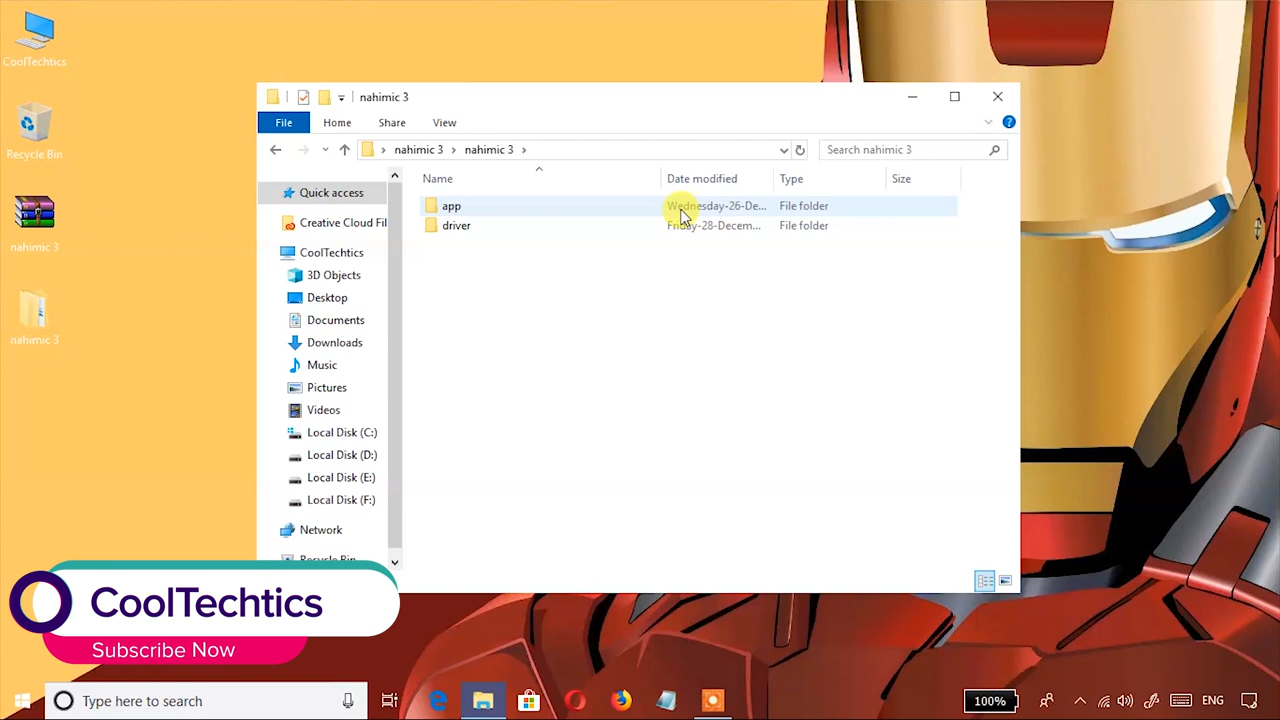 CoolTechtics
Recycle Bin
nahimic 3
nahimic 3
nahimic 3
File Home Share View
nahimic 3 nahimic 3
Search nahimic 3
Name Date modified Type Size
app Wednesday-26-De... File folder
driver Friday-28-Decem... File folder
Quick access
Creative Cloud Fil
CoolTechtics
3D Objects
Desktop
Documents
Downloads
Music
Pictures
Videos
Local Disk (C:)
Local Disk (D:)
Local Disk (E:)
Local Disk (F:)
Network
Recycle Bin
CoolTechtics
Subscribe Now
Type here to search
100%
ENG